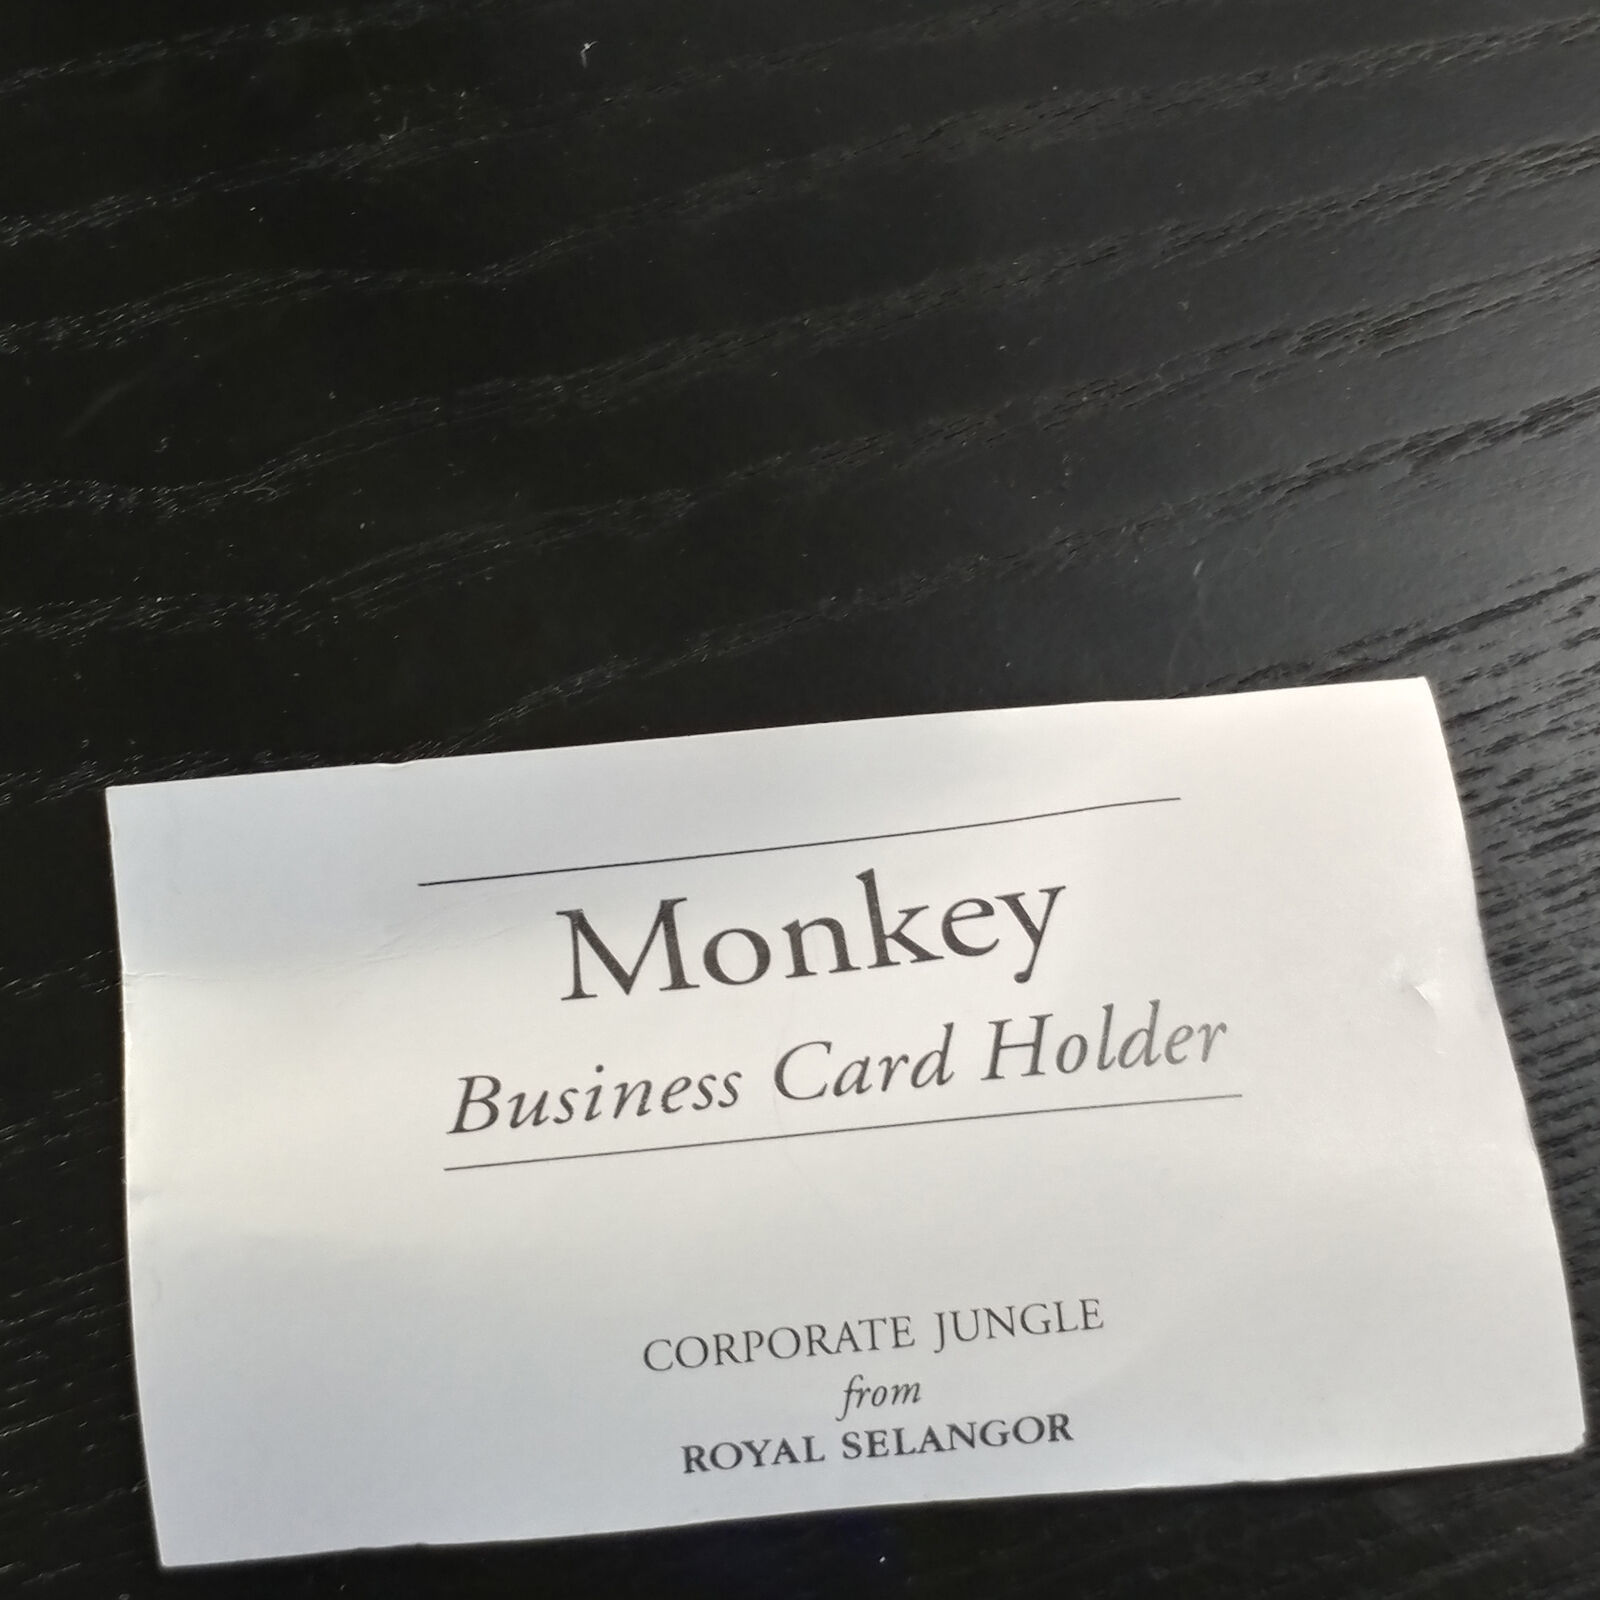 Monkey
Business Card Holder
CORPORATE JUNGLE
from
ROYAL SELANGOR